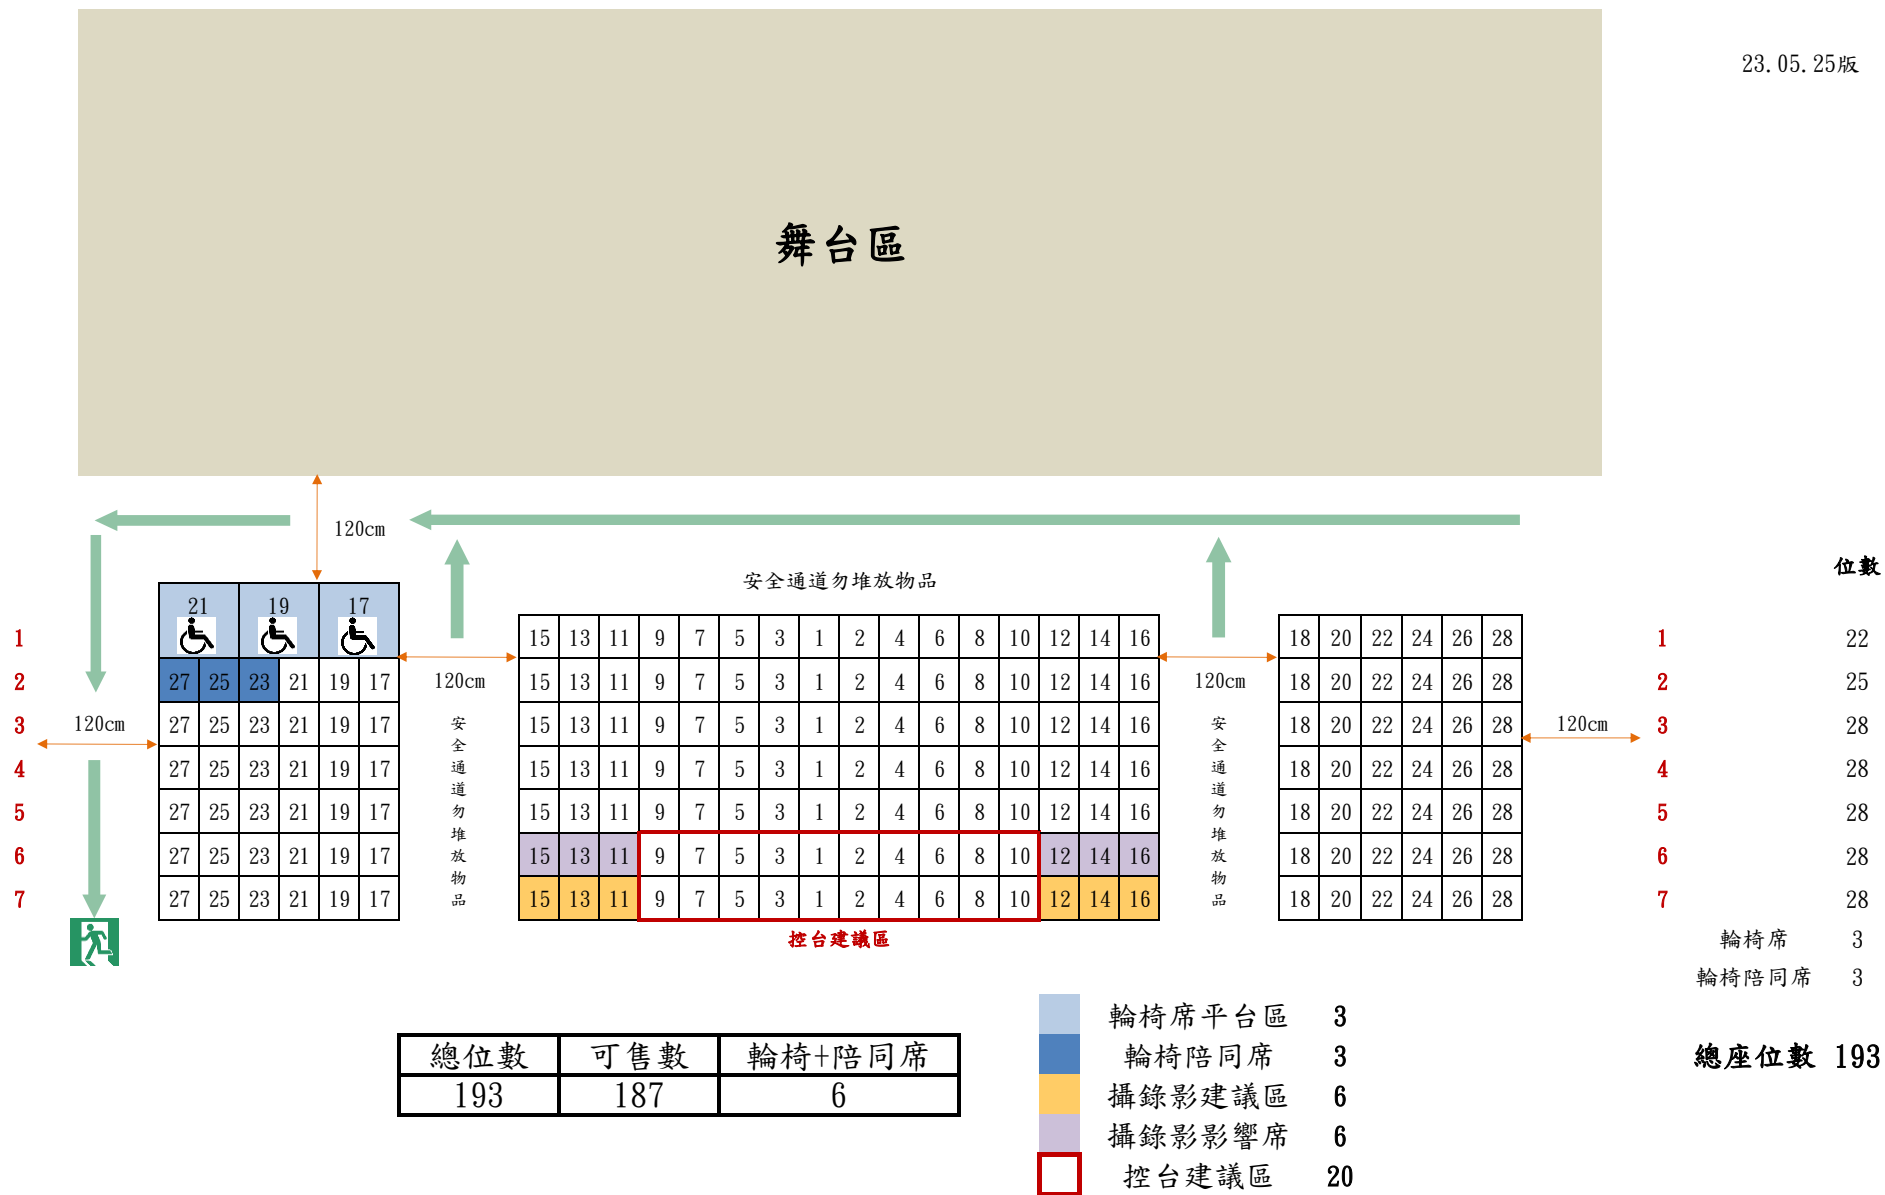 23.05.25版
舞台區
120cm
安全通道勿堆放物品
位數
21 19 17
1 15 13 11 9 7 5 3 1 2 4 6 8 10 12 14 16 18 20 22 24 26 28 1 22
2 27 25 23 21 19 17 120cm 15 13 11 9 7 5 3 1 2 4 6 8 10 12 14 16 120cm 18 20 22 24 26 28 2 25
3 120cm 27 25 23 21 19 17 15 13 11 9 7 5 3 1 2 4 6 8 10 12 14 16 18 20 22 24 26 28 120cm 3 28
4 27 25 23 21 19 17 15 13 11 9 7 5 3 1 2 4 6 8 10 12 14 16 18 20 22 24 26 28 4 28
5 27 25 23 21 19 17 15 13 11 9 7 5 3 1 2 4 6 8 10 12 14 16 18 20 22 24 26 28 5 28
6 27 25 23 21 19 17 15 13 11 9 7 5 3 1 2 4 6 8 10 12 14 16 18 20 22 24 26 28 6 28
7 27 25 23 21 19 17 15 13 11 9 7 5 3 1 2 4 6 8 10 12 14 16 18 20 22 24 26 28 7 28
安全通道勿堆放物品
安全通道勿堆放物品
控台建議區
輪椅席 3
輪椅陪同席 3
總位數 可售數 輪椅+陪同席
193 187 6
輪椅席平台區 3
輪椅陪同席 3
攝錄影建議區 6
攝錄影影響席 6
控台建議區 20
總座位數 193